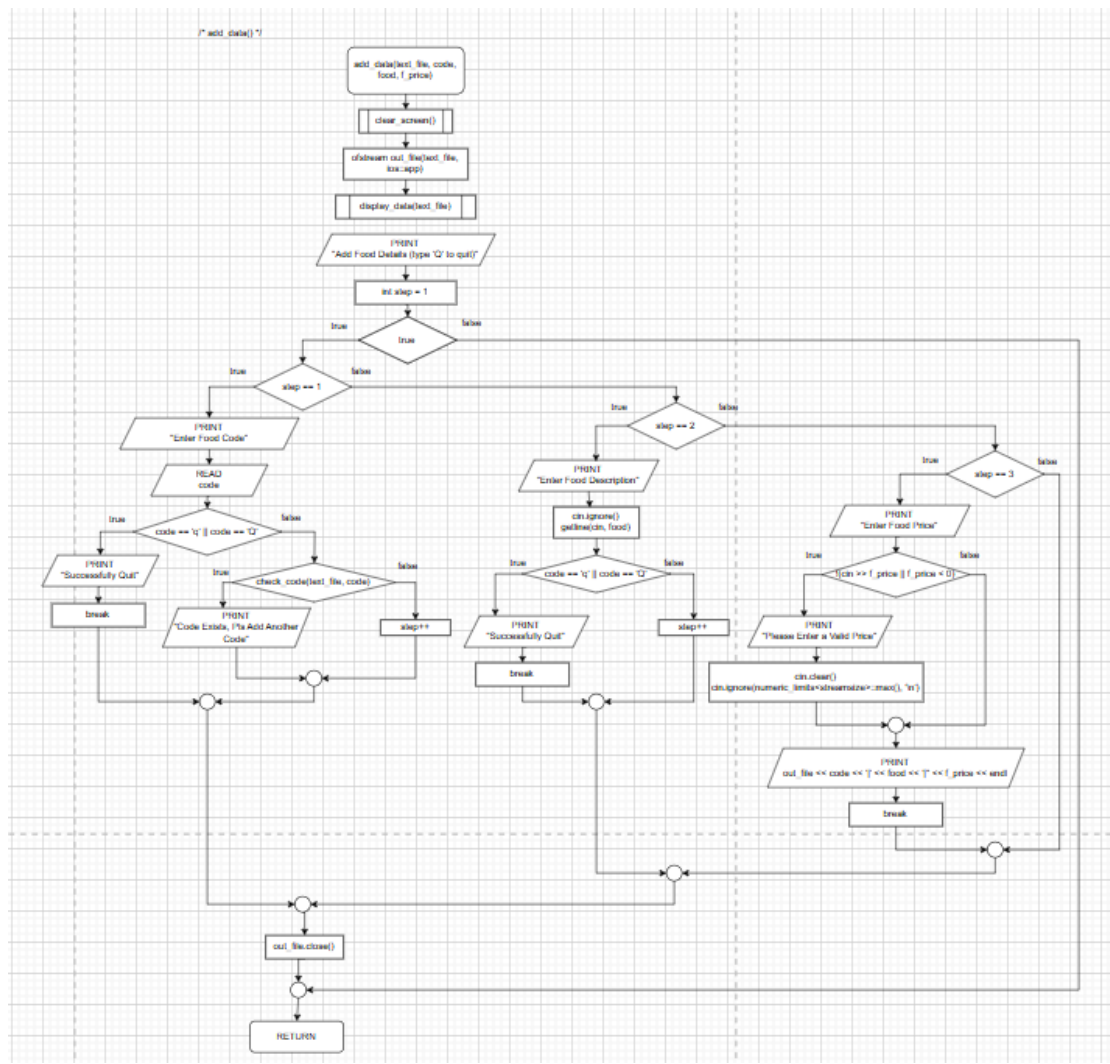 /* add_data() */
add_data(text_file, code,
food, f_price)
clear_screen()
ofstream out_file(text_file,
ios::app)
display_data(text_file)
PRINT
"Add Food Details (type 'Q' to quit)"
int step = 1
true
false
true
true
false
step == 1
true
false
step == 2
true
false
step == 3
PRINT
"Enter Food Code"
READ
code
true
false
code == 'q' || code == 'Q'
PRINT
"Successfully Quit"
break
true
false
check_code(text_file, code)
PRINT
"Code Exists, Pls Add Another
Code"
step++
PRINT
"Enter Food Description"
cin.ignore()
getline(cin, food)
true
false
code == 'q' || code == 'Q'
PRINT
"Successfully Quit"
break
step++
true
false
PRINT
"Enter Food Price"
true
false
!(cin >> f_price || f_price < 0)
PRINT
"Please Enter a Valid Price"
cin.clear()
cin.ignore(numeric_limits<streamsize>::max(), '\n')
PRINT
out_file << code << '|' << food << '|' << f_price << endl
break
out_file.close()
RETURN